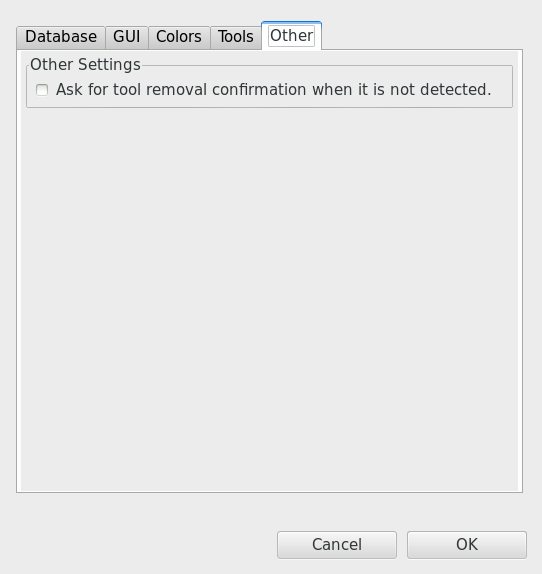 Database GUI Colors Tools Other
Other Settings
Ask for tool removal confirmation when it is not detected.
Cancel OK